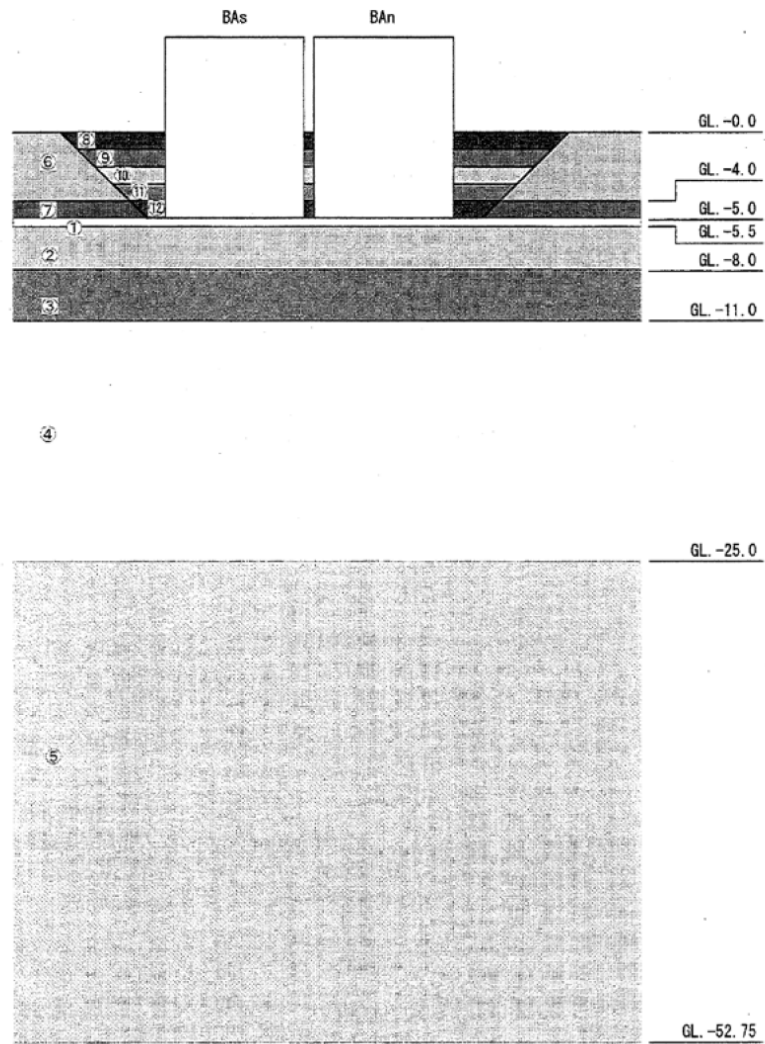 BAs BAn
GL.-0.0
⑧
⑨
⑥
⑩
GL.-4.0
⑪
⑦ ⑫
GL.-5.0
①
GL.-5.5
②
GL.-8.0
③
GL.-11.0
④
GL.-25.0
⑤
GL.-52.75